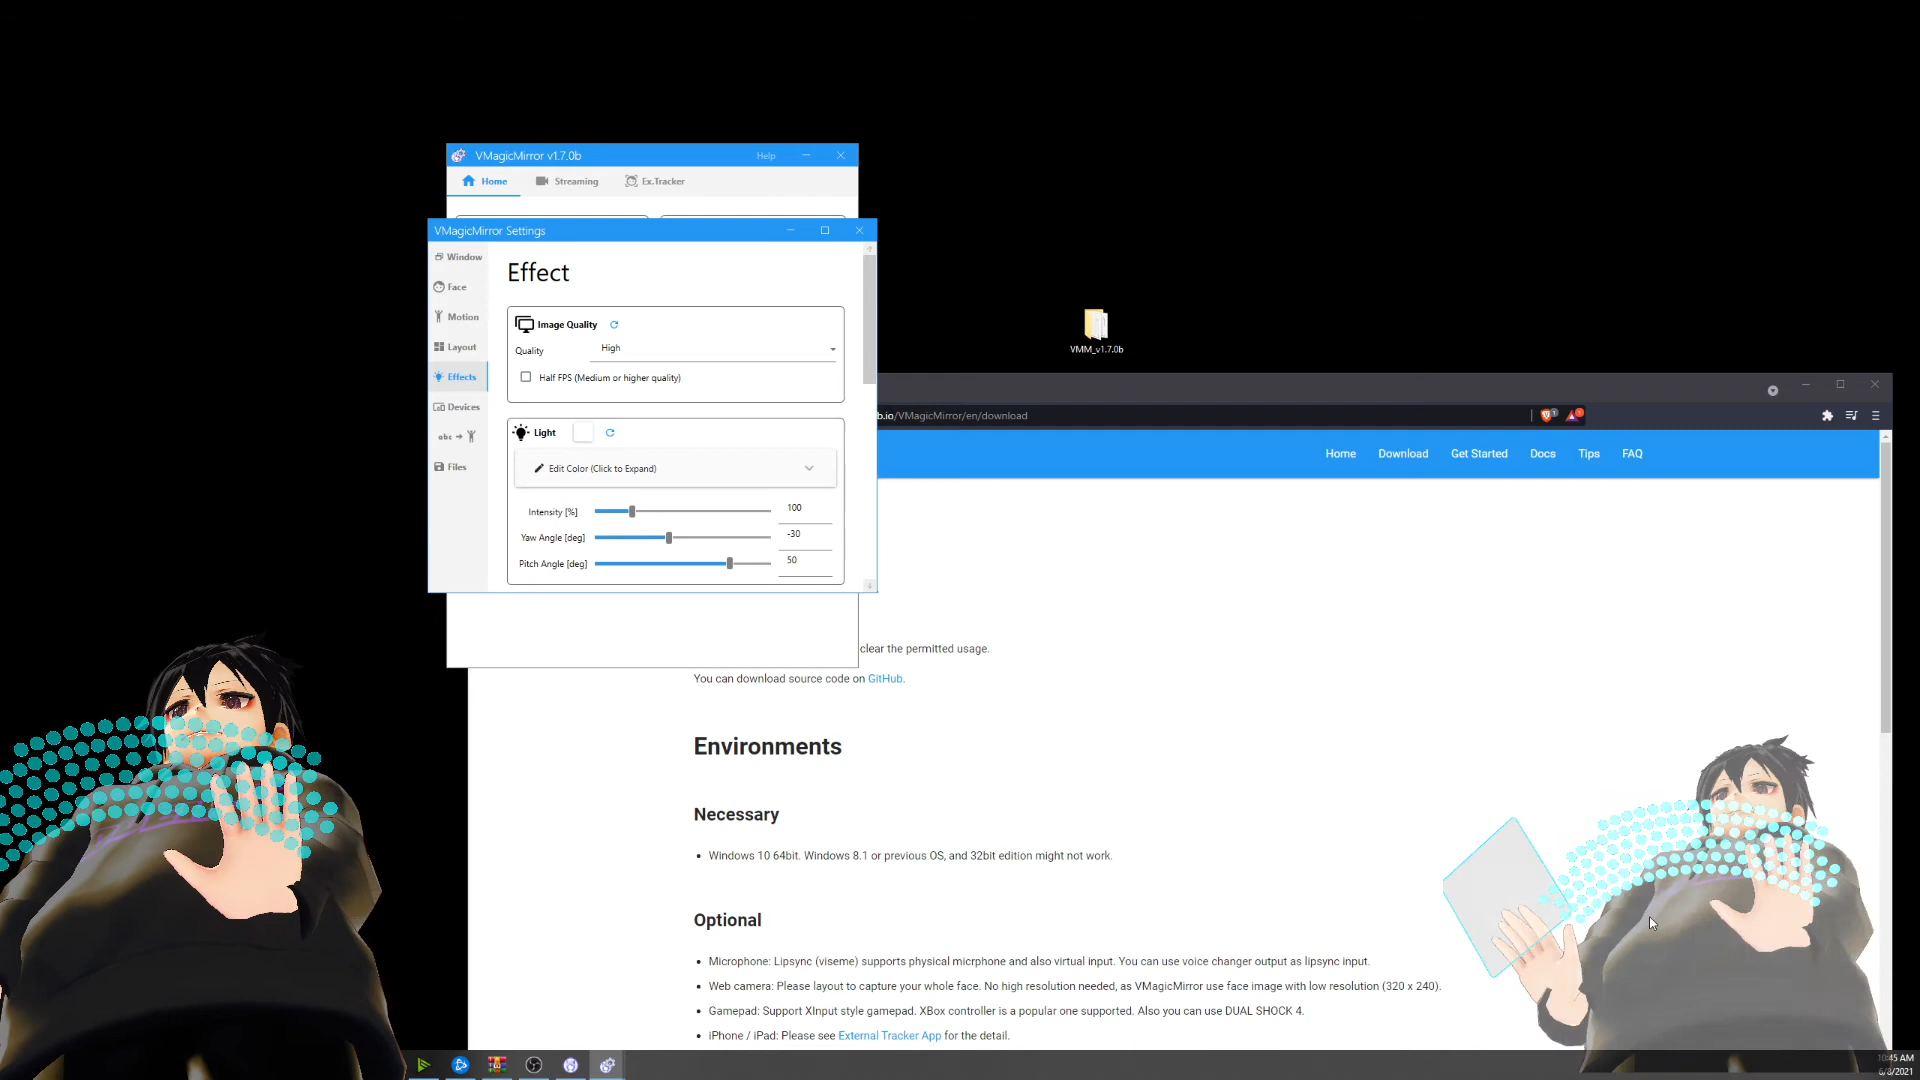 VMagicMirror v1.7.0b
Help
Home
Streaming
Ex.Tracker
VMagicMirror Settings
Window
Face
Motion
Layout
Effects
Devices
abc
Files
Effect
Image Quality
Quality
High
Half FPS (Medium or higher quality)
Light
Edit Color (Click to Expand)
Intensity [%]
100
Yaw Angle [deg]
-30
Pitch Angle [deg]
50
VMM_v1.7.0b
b.io/VMagicMirror/en/download
Home
Download
Get Started
Docs
Tips
FAQ
clear the permitted usage.
You can download source code on GitHub.
Environments
Necessary
• Windows 10 64bit. Windows 8.1 or previous OS, and 32bit edition might not work.
Optional
• Microphone: Lipsync (viseme) supports physical micrphone and also virtual input. You can use voice changer output as lipsync input.
• Web camera: Please layout to capture your whole face. No high resolution needed, as VMagicMirror use face image with low resolution (320 x 240).
• Gamepad: Support XInput style gamepad. XBox controller is a popular one supported. Also you can use DUAL SHOCK 4.
• iPhone / iPad: Please see External Tracker App for the detail.
10:45 AM
6/8/2021